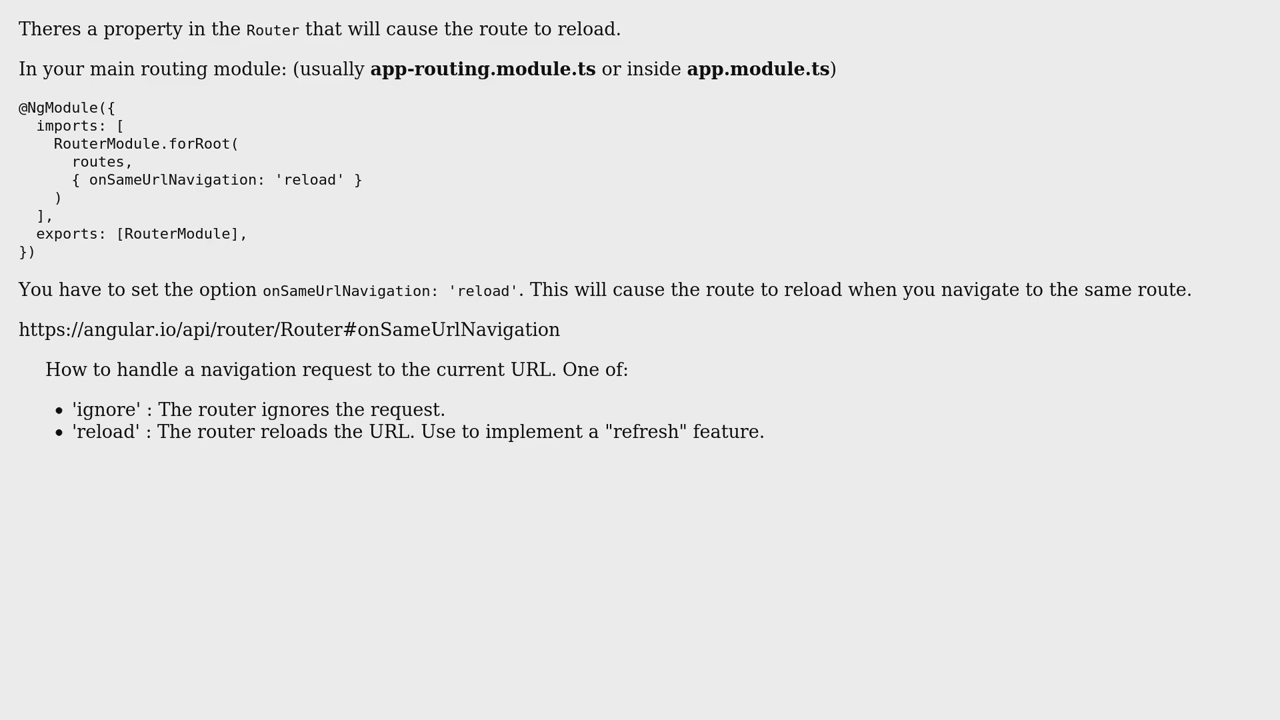 Theres a property in the Router that will cause the route to reload.
In your main routing module: (usually app-routing.module.ts or inside app.module.ts)
@NgModule({
  imports: [
    RouterModule.forRoot(
      routes,
      { onSameUrlNavigation: 'reload' }
    )
  ],
  exports: [RouterModule],
})
You have to set the option onSameUrlNavigation: 'reload'. This will cause the route to reload when you navigate to the same route.
https://angular.io/api/router/Router#onSameUrlNavigation
How to handle a navigation request to the current URL. One of:
• 'ignore' : The router ignores the request.
• 'reload' : The router reloads the URL. Use to implement a "refresh" feature.